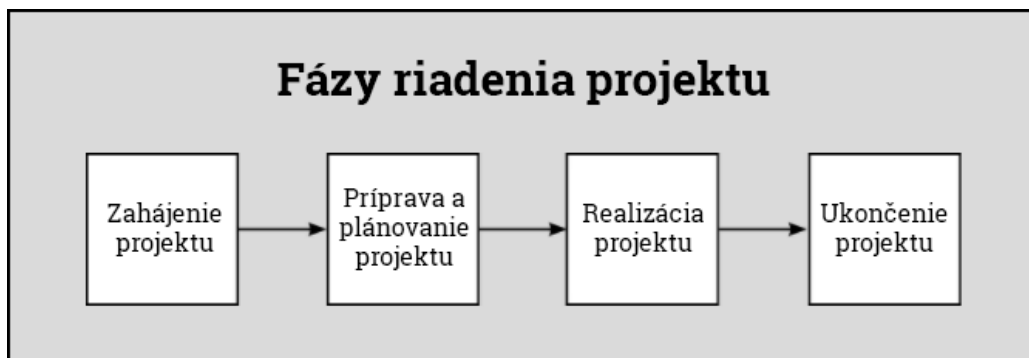 Fázy riadenia projektu
Zahájenie
projektu
Príprava a
plánovanie
projektu
Realizácia
projektu
Ukončenie
projektu